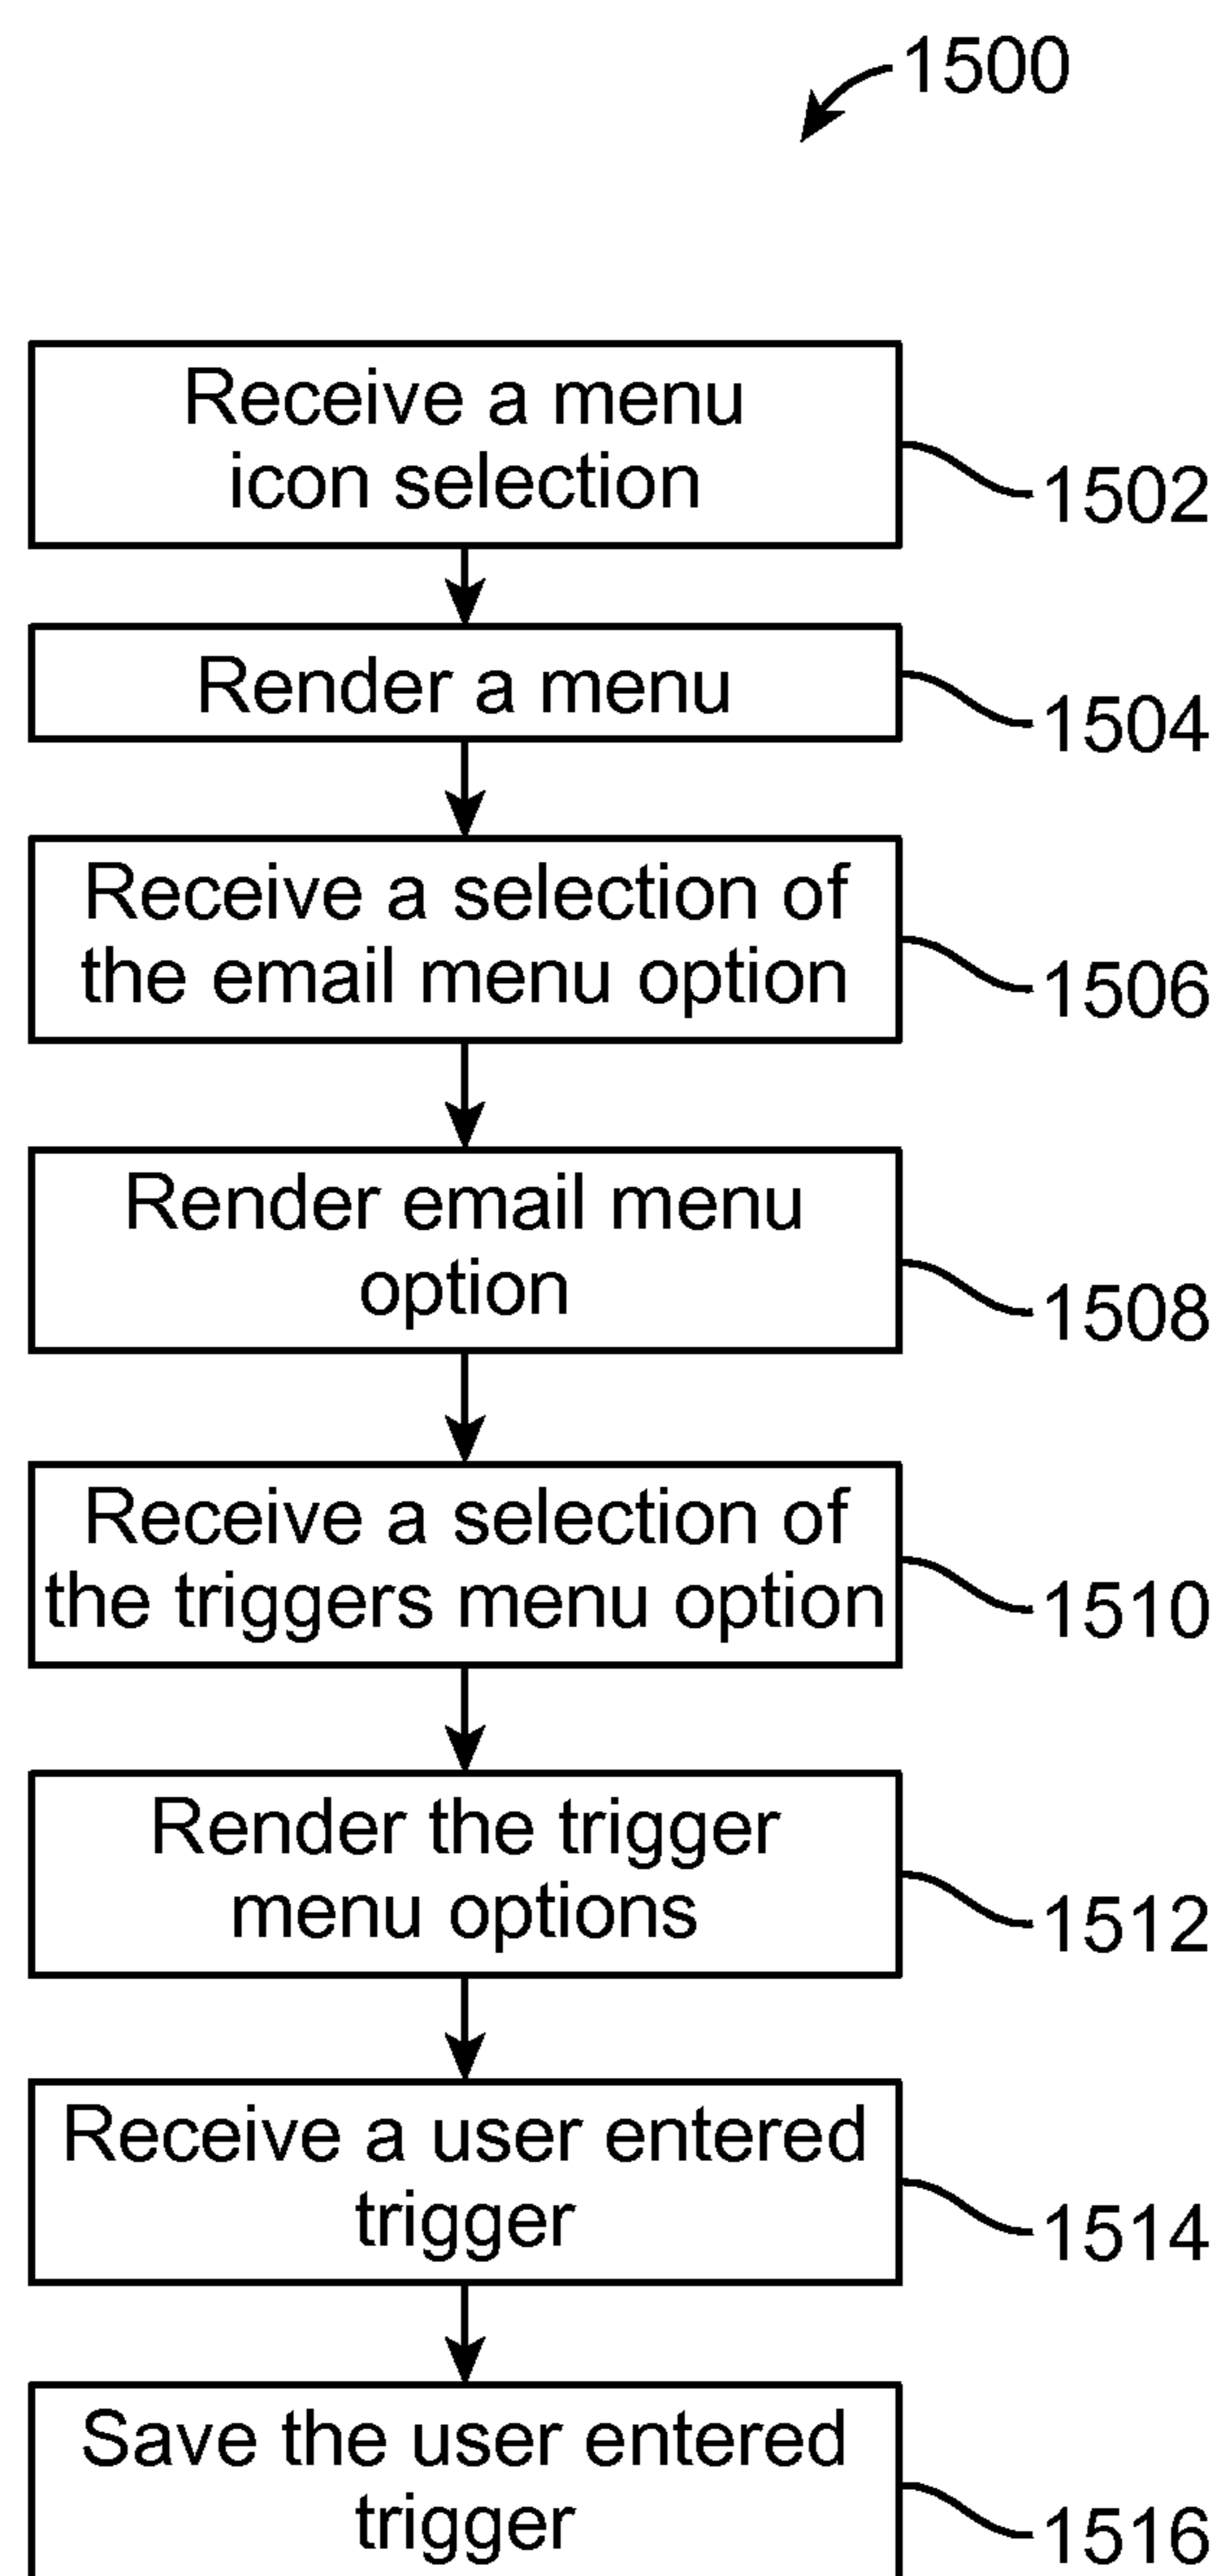 1500
Receive a menu
icon selection
1502
Render a menu
1504
Receive a selection of
the email menu option
1506
Render email menu
option
1508
Receive a selection of
the triggers menu option
1510
Render the trigger
menu options
1512
Receive a user entered
trigger
1514
Save the user entered
trigger
1516